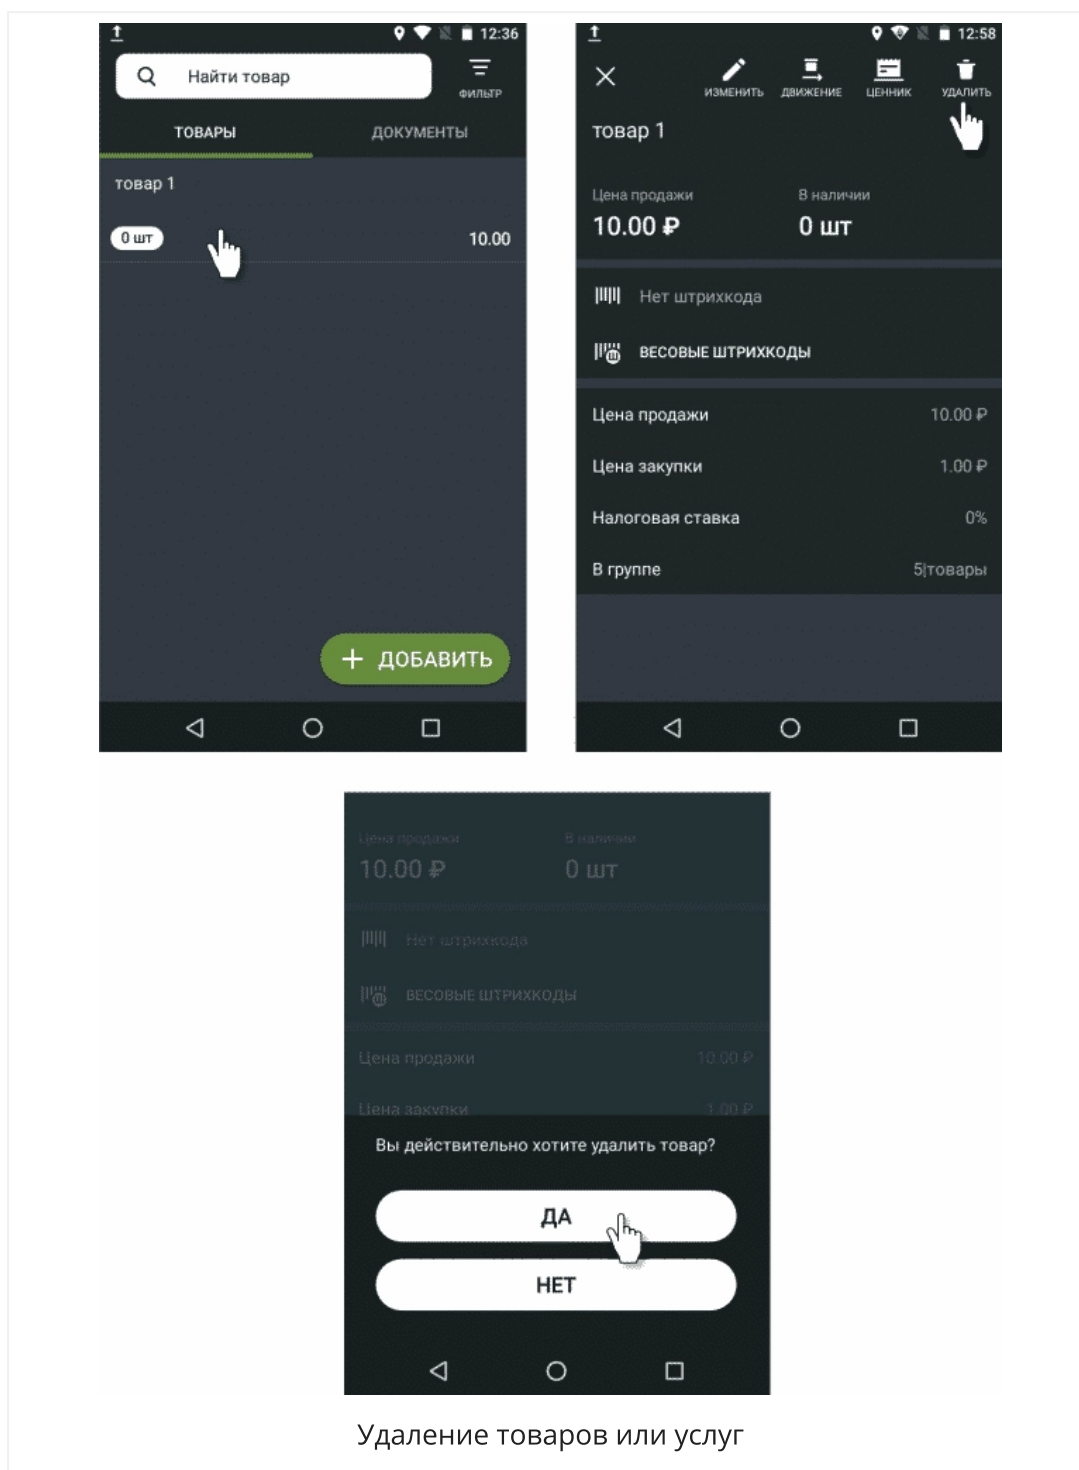 12:36
Найти товар
ФИЛЬТР
ТОВАРЫ ДОКУМЕНТЫ
товар 1
0 шт 10.00
+ ДОБАВИТЬ
12:58
ИЗМЕНИТЬ ДВИЖЕНИЕ ЦЕННИК УДАЛИТЬ
товар 1
Цена продажи В наличии
10.00 ₽ 0 шт
Нет штрихкода
ВЕСОВЫЕ ШТРИХКОДЫ
Цена продажи 10.00 ₽
Цена закупки 1.00 ₽
Налоговая ставка 0%
В группе 5|товары
Цена продажи В наличии
10.00 ₽ 0 шт
Нет штрихкода
ВЕСОВЫЕ ШТРИХКОДЫ
Цена продажи 10.00 ₽
Цена закупки 1.00 ₽
Вы действительно хотите удалить товар?
ДА
НЕТ
Удаление товаров или услуг